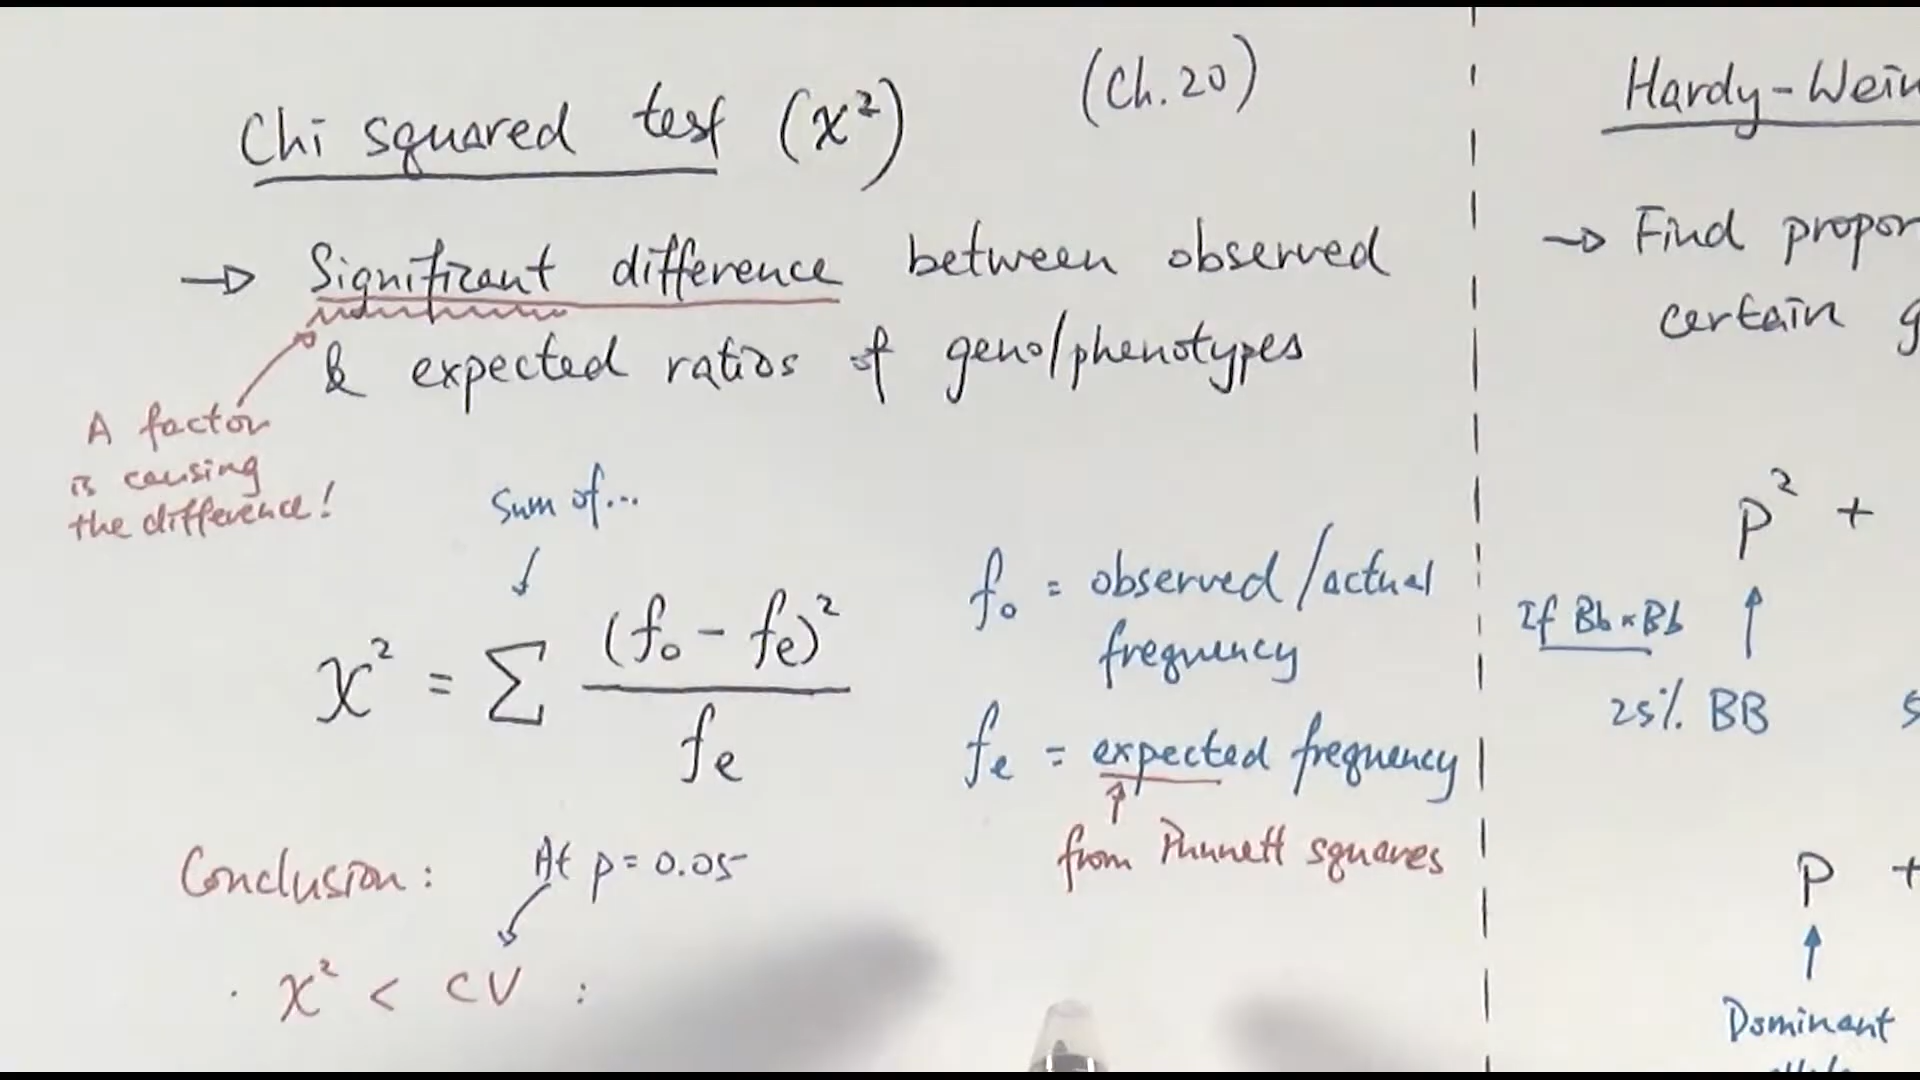 Chi squared test (χ²)
(Ch. 20)
→ Significant difference between observed
& expected ratios of geno/phenotypes
A factor
is causing
the difference!
Sum of...
χ² = Σ (fo - fe)² / fe
fo = observed/actual
frequency
fe = expected frequency
from Punnett squares
Conclusion:
At p = 0.05
· χ² < CV :
Hardy-Wein
→ Find propor
certain g
p² +
If Bb × Bb
25% BB
p +
Dominant